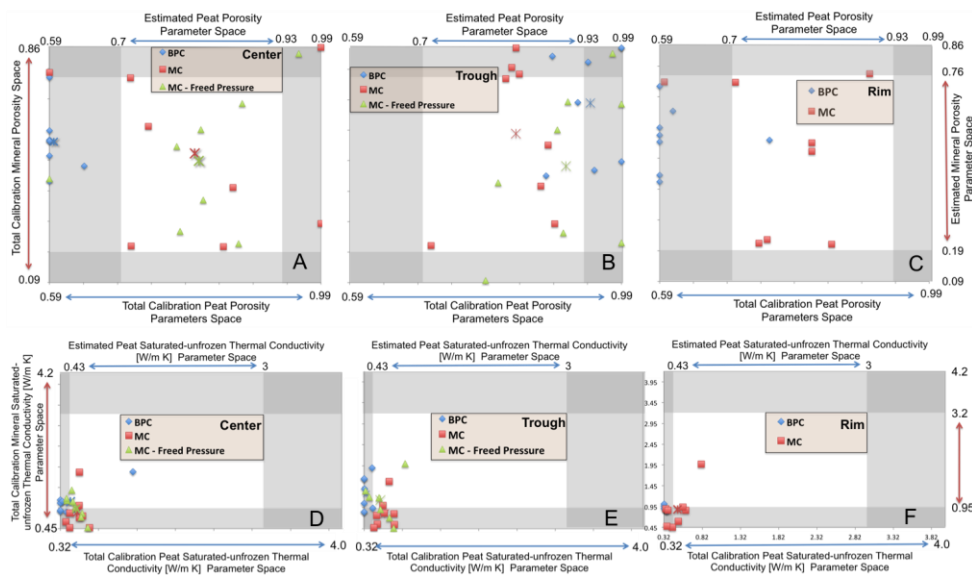 Estimated Peat Porosity
Parameter Space
0.59 0.7 0.93 0.99
0.86
Total Calibration Mineral Porosity Space
BPC
MC
MC - Freed Pressure
Center
A
0.09
0.59 0.99
Total Calibration Peat Porosity
Parameters Space
Estimated Peat Porosity
Parameter Space
0.59 0.7 0.93 0.99
BPC
MC
MC - Freed Pressure
Trough
B
0.59 0.99
Total Calibration Peat Porosity
Parameters Space
Estimated Peat Porosity
Parameter Space
0.59 0.7 0.93 0.99
0.86
0.76
BPC
MC
Rim
Estimated Mineral Porosity
Parameter Space
C
0.19
0.09
0.59 0.99
Total Calibration Peat Porosity
Parameter Space
Estimated Peat Saturated-unfrozen Thermal Conductivity
[W/m K] Parameter Space
0.43 3
4.2
Total Calibration Mineral Saturated-
unfrozen Thermal Conductivity [W/m K]
Parameter Space
BPC
MC
MC - Freed Pressure
Center
D
0.45
0.32 4.0
Total Calibration Peat Saturated-unfrozen Thermal
Conductivity [W/m K] Parameter Space
Estimated Peat Saturated-unfrozen Thermal Conductivity
[W/m K] Parameter Space
0.43 3
BPC
MC
MC - Freed Pressure
Trough
E
0.32 4.0
Total Calibration Peat Saturated-unfrozen Thermal
Conductivity [W/m K] Parameter Space
Estimated Peat Saturated-unfrozen Thermal Conductivity
[W/m K] Parameter Space
0.43 3
4.2
3.95
3.45
3.2
2.95
2.45
1.95
1.45
0.95
0.45
BPC
MC
Rim
F
0.95
0.45
0.32 0.82 1.32 1.82 2.32 2.82 3.32 3.82
0.32 4.0
Total Calibration Peat Saturated-unfrozen Thermal
Conductivity [W/m K] Parameter Space